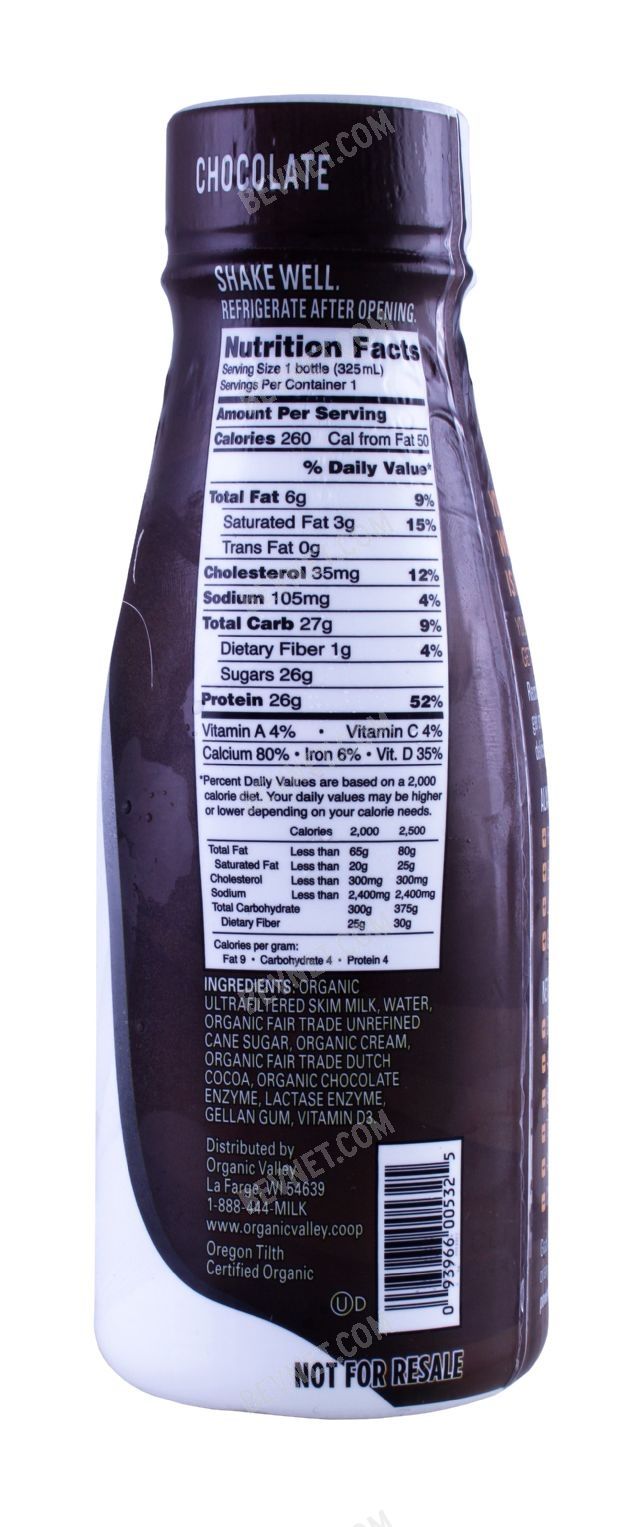 CHOCOLATE
SHAKE WELL.
REFRIGERATE AFTER OPENING.
Nutrition Facts
Serving Size 1 bottle (325mL)
Servings Per Container 1
Amount Per Serving
Calories 260 Cal from Fat 50
% Daily Value*
Total Fat 6g 9%
Saturated Fat 3g 15%
Trans Fat 0g
Cholesterol 35mg 12%
Sodium 105mg 4%
Total Carb 27g 9%
Dietary Fiber 1g 4%
Sugars 26g
Protein 26g 52%
Vitamin A 4% • Vitamin C 4%
Calcium 80% • Iron 6% • Vit. D 35%
*Percent Daily Values are based on a 2,000
calorie diet. Your daily values may be higher
or lower depending on your calorie needs.
Calories 2,000 2,500
Total Fat Less than 65g 80g
Saturated Fat Less than 20g 25g
Cholesterol Less than 300mg 300mg
Sodium Less than 2,400mg 2,400mg
Total Carbohydrate 300g 375g
Dietary Fiber 25g 30g
Calories per gram:
Fat 9 • Carbohydrate 4 • Protein 4
INGREDIENTS: ORGANIC
ULTRAFILTERED SKIM MILK, WATER,
ORGANIC FAIR TRADE UNREFINED
CANE SUGAR, ORGANIC CREAM,
ORGANIC FAIR TRADE DUTCH
COCOA, ORGANIC CHOCOLATE
ENZYME, LACTASE ENZYME,
GELLAN GUM, VITAMIN D3.
Distributed by
Organic Valley
La Farge, WI 54639
1-888-444-MILK
www.organicvalley.coop
Oregon Tilth
Certified Organic
U D
0 93966 00532 5
NOT FOR RESALE
BEVNET.COM